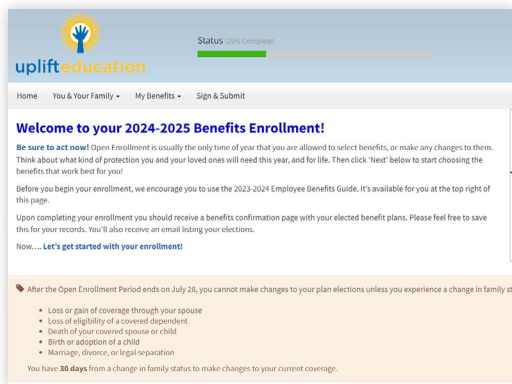 uplifteducation
Status (29% Complete)
Home You & Your Family My Benefits Sign & Submit
Welcome to your 2024-2025 Benefits Enrollment!
Be sure to act now! Open Enrollment is usually the only time of year that you are allowed to select benefits, or make any changes to them.
Think about what kind of protection you and your loved ones will need this year, and for life. Then click 'Next' below to start choosing the
benefits that work best for you!
Before you begin your enrollment, we encourage you to use the 2023-2024 Employee Benefits Guide. It's available for you at the top right of
this page.
Upon completing your enrollment you should receive a benefits confirmation page with your elected benefit plans. Please feel free to save
this for your records. You'll also receive an email listing your elections.
Now.... Let's get started with your enrollment!
After the Open Enrollment Period ends on July 28, you cannot make changes to your plan elections unless you experience a change in family st
• Loss or gain of coverage through your spouse
• Loss of eligibility of a covered dependent
• Death of your covered spouse or child
• Birth or adoption of a child
• Marriage, divorce, or legal separation
You have 30 days from a change in family status to make changes to your current coverage.